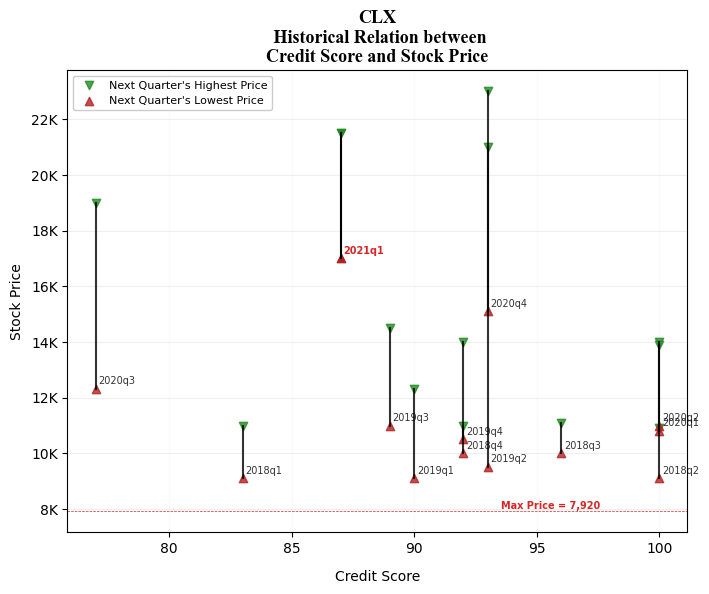 CLX
Historical Relation between
Credit Score and Stock Price
Next Quarter's Highest Price
Next Quarter's Lowest Price
22K
20K
18K
16K
14K
12K
10K
8K
Stock Price
2021q1
2020q4
2020q3
2019q3
2020q2
2020q1
2019q4
2018q4
2018q3
2019q2
2018q1
2019q1
2018q2
Max Price = 7,920
80
85
90
95
100
Credit Score